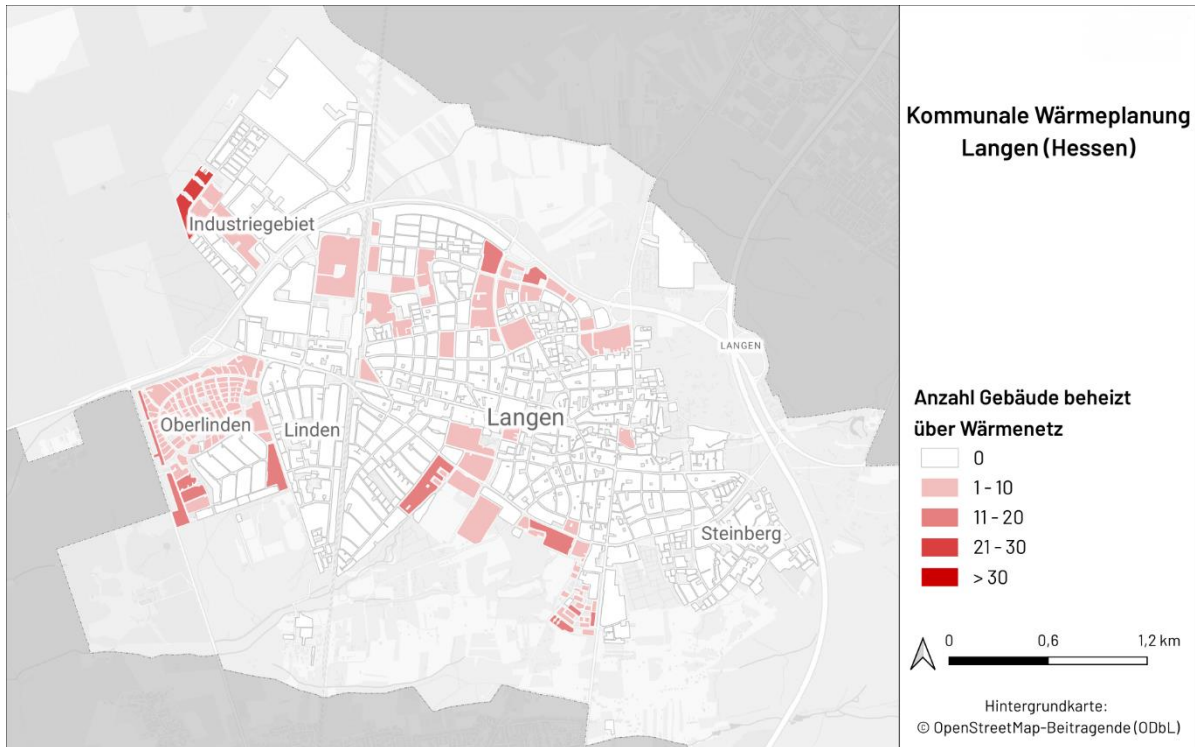 Kommunale Wärmeplanung
Langen (Hessen)
Industriegebiet
LANGEN
Oberlinden
Linden
Langen
Steinberg
Anzahl Gebäude beheizt
über Wärmenetz
0
1 - 10
11 - 20
21 - 30
> 30
0 0,6 1,2 km
Hintergrundkarte:
© OpenStreetMap-Beitragende (ODbL)